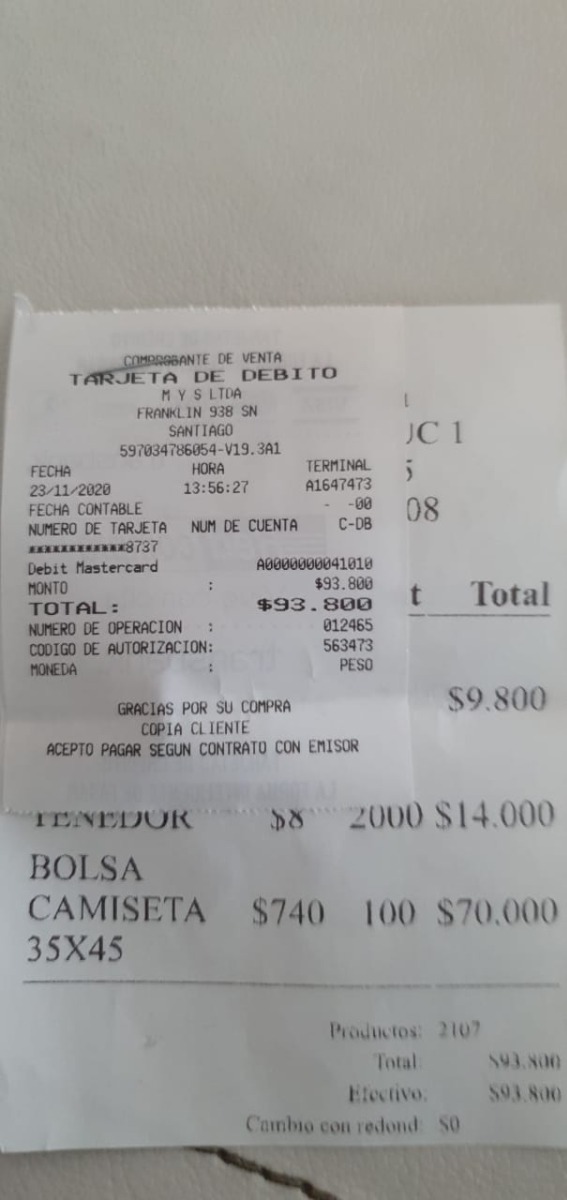 COMPROBANTE DE VENTA
TARJETA DE DEBITO
M Y S LTDA
FRANKLIN 938 SN
SANTIAGO
597034786054-V19.3A1
FECHA HORA TERMINAL
23/11/2020 13:56:27 A1647473
FECHA CONTABLE - -00
NUMERO DE TARJETA NUM DE CUENTA C-DB
xxxxxxxxxxxx8737
Debit Mastercard A0000000041010
MONTO : $93.800
TOTAL: $93.800
NUMERO DE OPERACION : 012465
CODIGO DE AUTORIZACION: 563473
MONEDA : PESO
GRACIAS POR SU COMPRA
COPIA CLIENTE
ACEPTO PAGAR SEGUN CONTRATO CON EMISOR
JC 1
08
t Total
$9.800
TENEDOR $8 2000 $14.000
BOLSA
CAMISETA $740 100 $70.000
35X45
Productos: 2107
Total: $93.800
Efectivo: $93.800
Cambio con redond: $0